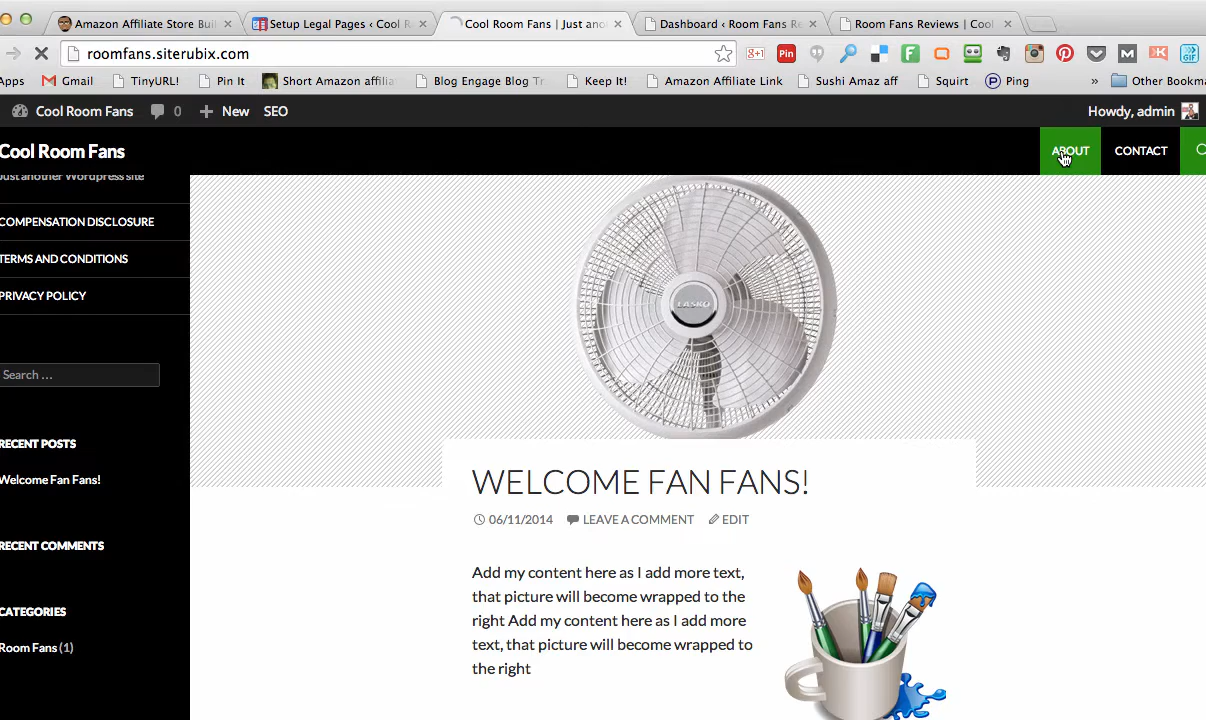 Amazon Affiliate Store Buil
Setup Legal Pages ‹ Cool R
Cool Room Fans | Just ano
Dashboard ‹ Room Fans Re
Room Fans Reviews | Cool
roomfans.siterubix.com
g+1
Pin
Apps
Gmail
TinyURL!
Pin It
Short Amazon affilia
Blog Engage Blog Tr
Keep It!
Amazon Affiliate Link
Sushi Amaz aff
Squirt
Ping
»
Other Bookma
Cool Room Fans
0
New
SEO
Howdy, admin
Cool Room Fans
ABOUT
CONTACT
Just another Wordpress site
COMPENSATION DISCLOSURE
TERMS AND CONDITIONS
PRIVACY POLICY
Search …
LASKO
RECENT POSTS
Welcome Fan Fans!
RECENT COMMENTS
CATEGORIES
Room Fans (1)
WELCOME FAN FANS!
06/11/2014 LEAVE A COMMENT EDIT
Add my content here as I add more text,
that picture will become wrapped to the
right Add my content here as I add more
text, that picture will become wrapped to
the right